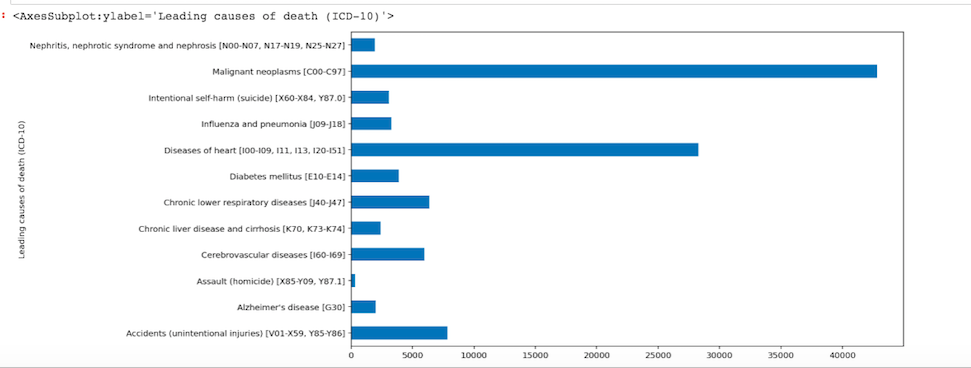 : <AxesSubplot:ylabel='Leading causes of death (ICD-10)'>
Nephritis, nephrotic syndrome and nephrosis [N00-N07, N17-N19, N25-N27]
Malignant neoplasms [C00-C97]
Intentional self-harm (suicide) [X60-X84, Y87.0]
Influenza and pneumonia [J09-J18]
Diseases of heart [I00-I09, I11, I13, I20-I51]
Diabetes mellitus [E10-E14]
Chronic lower respiratory diseases [J40-J47]
Chronic liver disease and cirrhosis [K70, K73-K74]
Cerebrovascular diseases [I60-I69]
Assault (homicide) [X85-Y09, Y87.1]
Alzheimer's disease [G30]
Accidents (unintentional injuries) [V01-X59, Y85-Y86]
Leading causes of death (ICD-10)
0 5000 10000 15000 20000 25000 30000 35000 40000